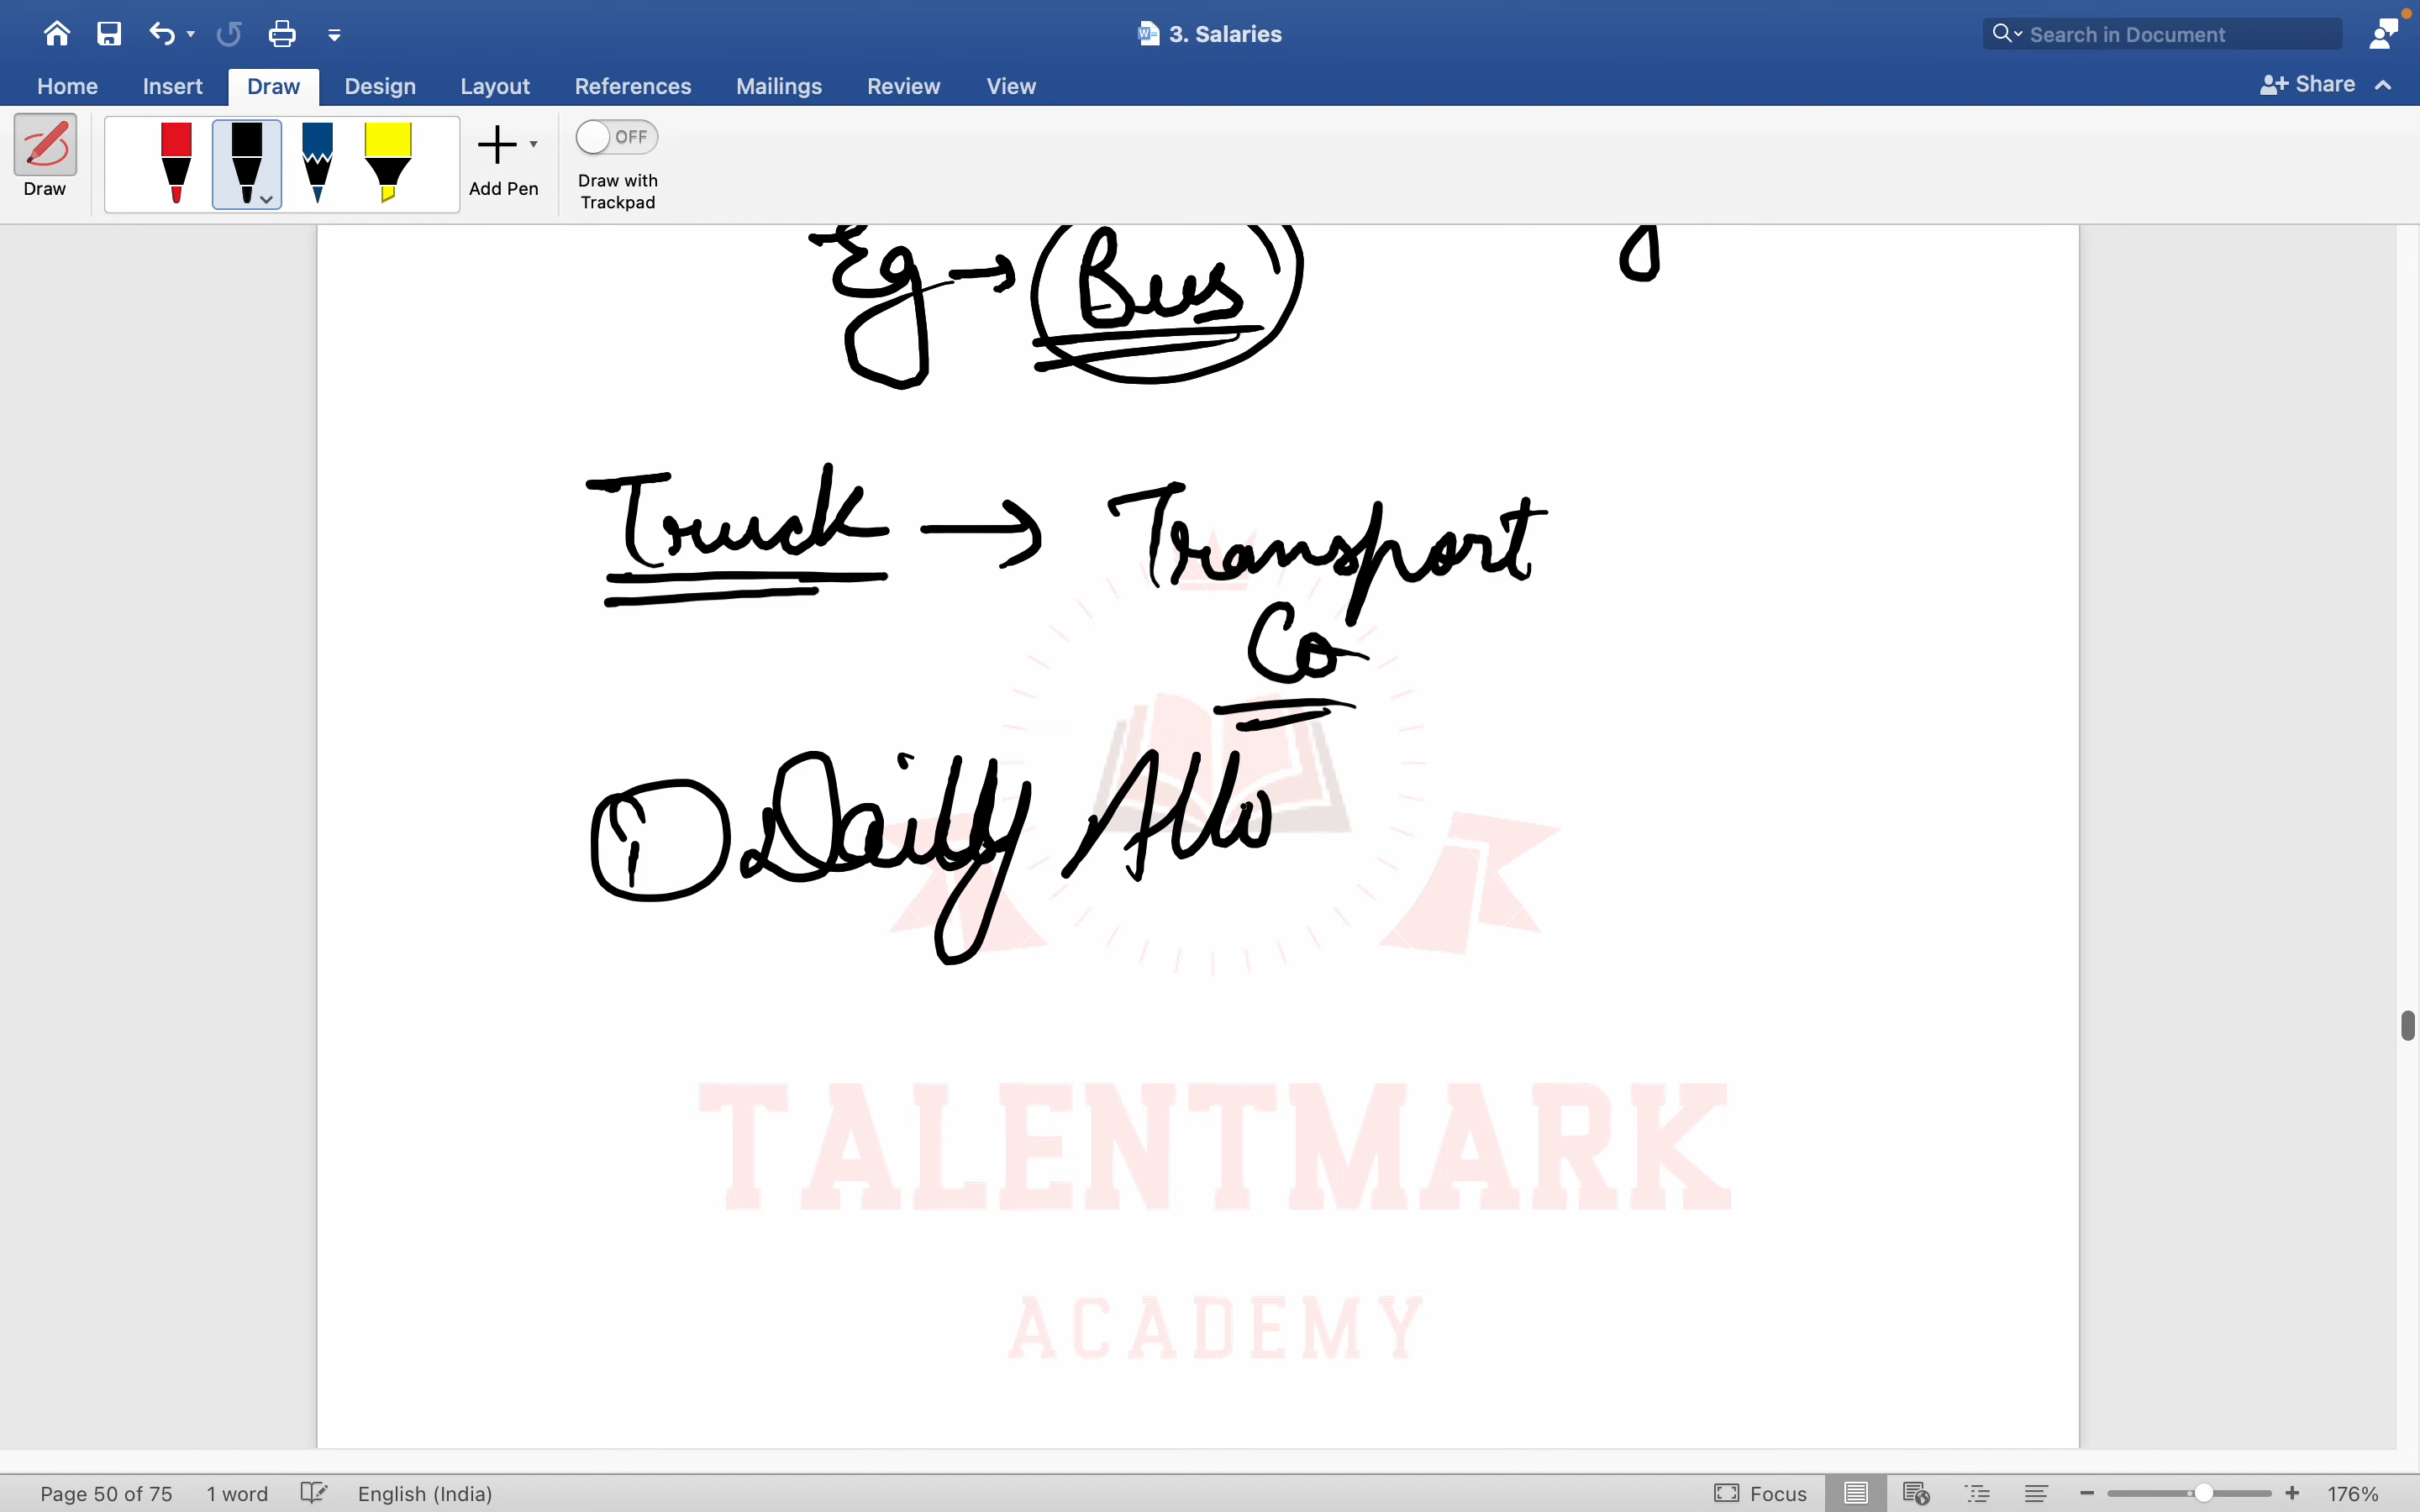 3. Salaries
Search in Document
Home Insert Draw Design Layout References Mailings Review View
Share
Draw
Add Pen
OFF
Draw with
Trackpad
Eg → Bus
Truck → Transport
Co
① Daily Allo
TALENTMARK
ACADEMY
Page 50 of 75 1 word English (India) Focus 176%